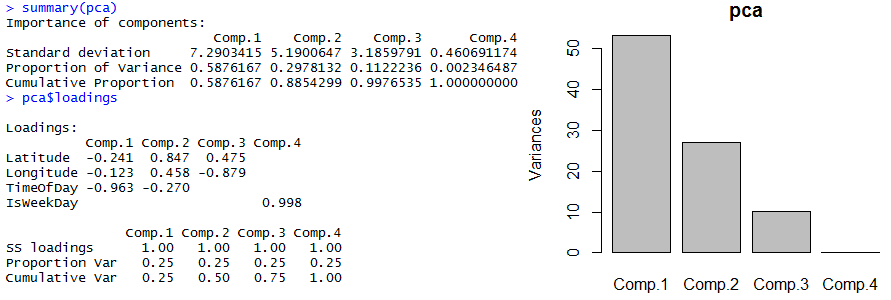 > summary(pca)
Importance of components:
                          Comp.1    Comp.2    Comp.3      Comp.4
Standard deviation     7.2903415 5.1900647 3.1859791 0.460691174
Proportion of Variance 0.5876167 0.2978132 0.1122236 0.002346487
Cumulative Proportion  0.5876167 0.8854299 0.9976535 1.000000000
> pca$loadings
Loadings:
          Comp.1 Comp.2 Comp.3 Comp.4
Latitude  -0.241  0.847  0.475
Longitude -0.123  0.458 -0.879
TimeOfDay -0.963 -0.270
IsWeekDay                       0.998
               Comp.1 Comp.2 Comp.3 Comp.4
SS loadings      1.00   1.00   1.00   1.00
Proportion Var   0.25   0.25   0.25   0.25
Cumulative Var   0.25   0.50   0.75   1.00
pca
Variances
50
40
30
20
10
0
Comp.1 Comp.2 Comp.3 Comp.4